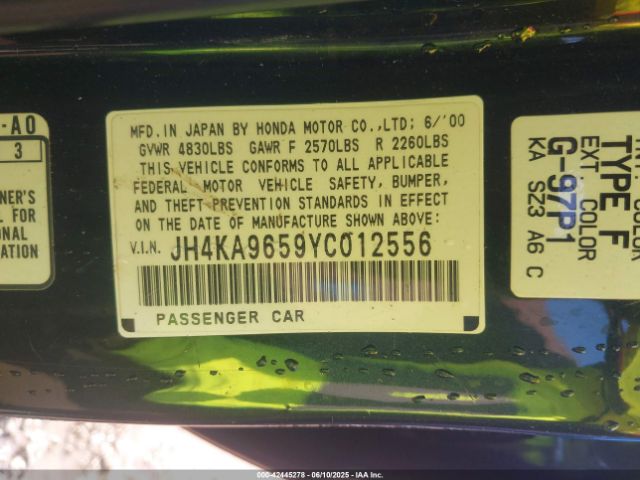 -A0
3
NER'S
L FOR
ONAL
ATION
MFD.IN JAPAN BY HONDA MOTOR CO.,LTD; 6/'00
GVWR 4830LBS GAWR F 2570LBS R 2260LBS
THIS VEHICLE CONFORMS TO ALL APPLICABLE
FEDERAL MOTOR VEHICLE SAFETY, BUMPER,
AND THEFT PREVENTION STANDARDS IN EFFECT
ON THE DATE OF MANUFACTURE SHOWN ABOVE:
V.I.N. JH4KA9659YC012556
PASSENGER CAR
TYPE F
EXT COLOR
G-97P1
KA SZ3 A6 C
000-42445278 - 06/10/2025 - IAAI.com